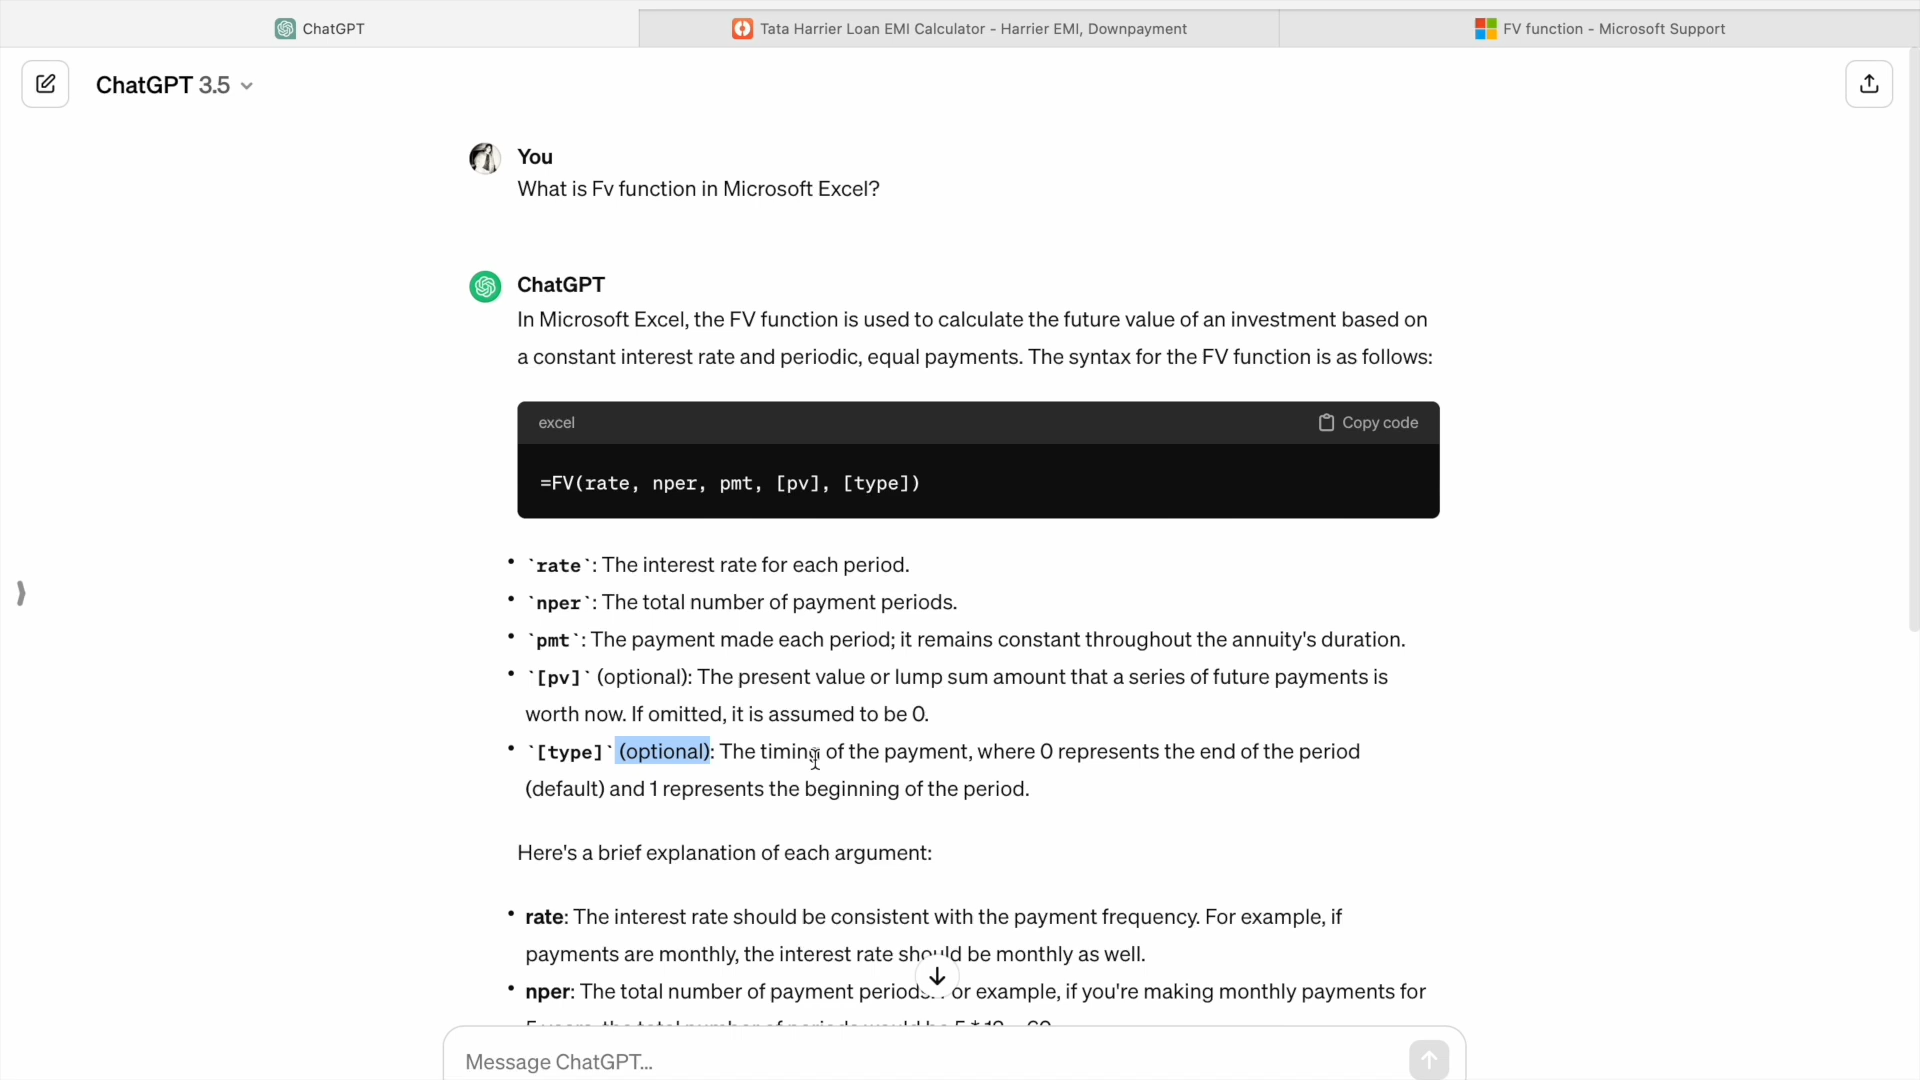 ChatGPT
Tata Harrier Loan EMI Calculator - Harrier EMI, Downpayment
FV function - Microsoft Support
ChatGPT 3.5
You
What is Fv function in Microsoft Excel?
ChatGPT
In Microsoft Excel, the FV function is used to calculate the future value of an investment based on
a constant interest rate and periodic, equal payments. The syntax for the FV function is as follows:
excel
Copy code
=FV(rate, nper, pmt, [pv], [type])
• `rate`: The interest rate for each period.
• `nper`: The total number of payment periods.
• `pmt`: The payment made each period; it remains constant throughout the annuity's duration.
• `[pv]` (optional): The present value or lump sum amount that a series of future payments is
worth now. If omitted, it is assumed to be 0.
• `[type]` (optional): The timing of the payment, where 0 represents the end of the period
(default) and 1 represents the beginning of the period.
Here's a brief explanation of each argument:
• rate: The interest rate should be consistent with the payment frequency. For example, if
payments are monthly, the interest rate should be monthly as well.
• nper: The total number of payment periods. For example, if you're making monthly payments for
Message ChatGPT...